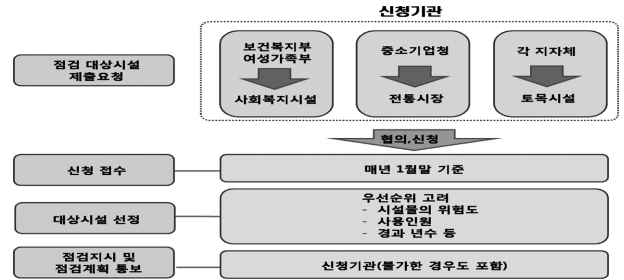 신청기관
점검 대상시설
제출요청
보건복지부
여성가족부
사회복지시설
중소기업청
전통시장
각 지자체
토목시설
협의,신청
신청 접수
매년 1월말 기준
대상시설 선정
우선순위 고려
- 시설물의 위험도
- 사용인원
- 경과 년수 등
점검지시 및
점검계획 통보
신청기관(불가한 경우도 포함)